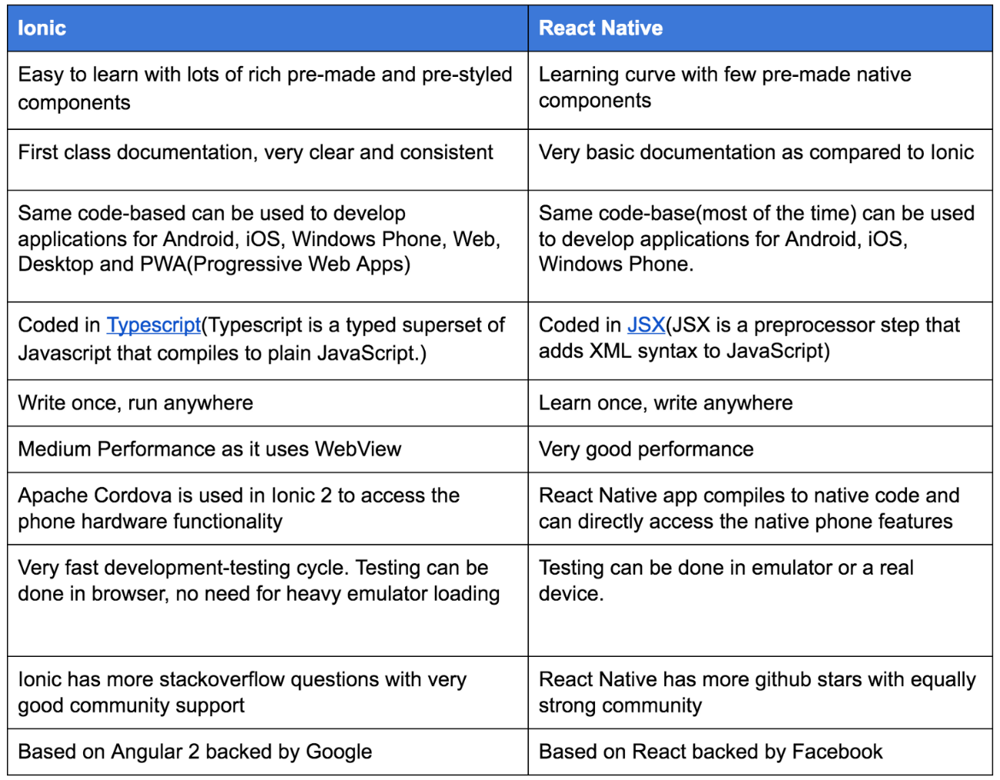 Ionic
React Native
Easy to learn with lots of rich pre-made and pre-styled
components
Learning curve with few pre-made native
components
First class documentation, very clear and consistent
Very basic documentation as compared to Ionic
Same code-based can be used to develop
applications for Android, iOS, Windows Phone, Web,
Desktop and PWA(Progressive Web Apps)
Same code-base(most of the time) can be used
to develop applications for Android, iOS,
Windows Phone.
Coded in Typescript(Typescript is a typed superset of
Javascript that compiles to plain JavaScript.)
Coded in JSX(JSX is a preprocessor step that
adds XML syntax to JavaScript)
Write once, run anywhere
Learn once, write anywhere
Medium Performance as it uses WebView
Very good performance
Apache Cordova is used in Ionic 2 to access the
phone hardware functionality
React Native app compiles to native code and
can directly access the native phone features
Very fast development-testing cycle. Testing can be
done in browser, no need for heavy emulator loading
Testing can be done in emulator or a real
device.
Ionic has more stackoverflow questions with very
good community support
React Native has more github stars with equally
strong community
Based on Angular 2 backed by Google
Based on React backed by Facebook